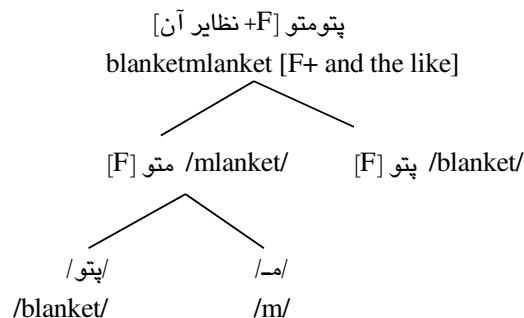 پتومتو [F+ نظایر آن]
blanketmlanket [F+ and the like]
متو [F] /mlanket/ پتو [F] /blanket/
/پتو/ /مـ/
/blanket/ /m/